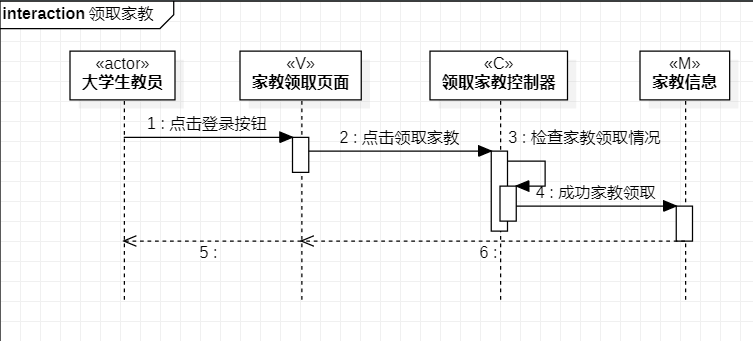 interaction 领取家教
«actor»
大学生教员
«V»
家教领取页面
«C»
领取家教控制器
«M»
家教信息
1 : 点击登录按钮
2 : 点击领取家教
3 : 检查家教领取情况
4 : 成功家教领取
5 :
6 :